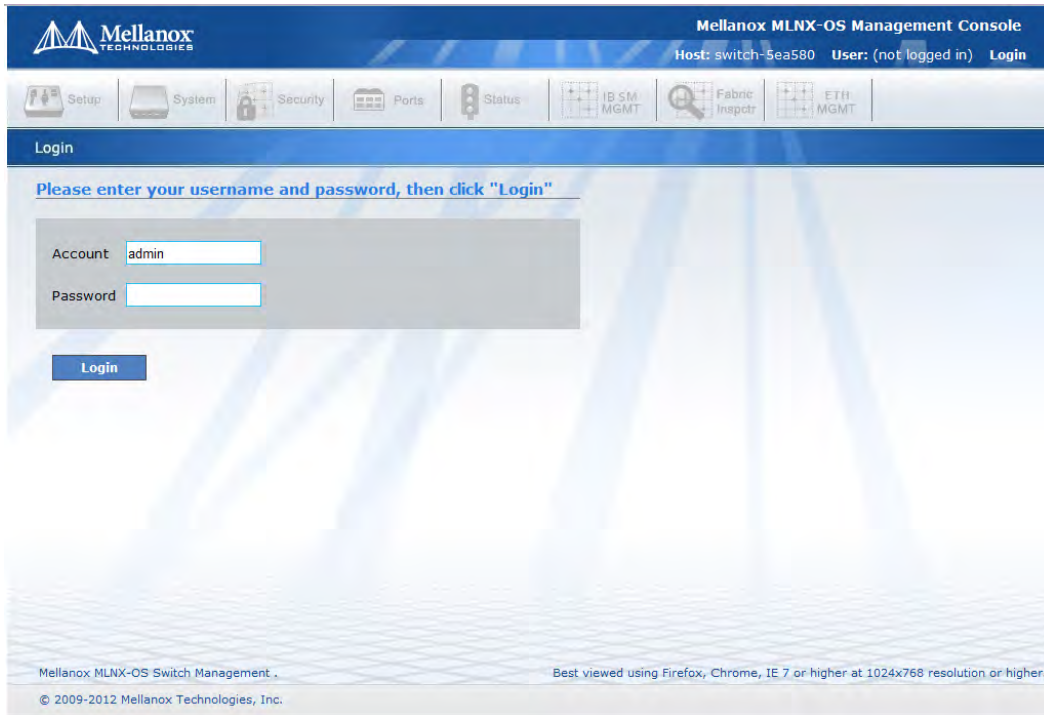 Mellanox
TECHNOLOGIES
Mellanox MLNX-OS Management Console
Host: switch-5ea580 User: (not logged in) Login
Setup System Security Ports Status IB SM MGMT Fabric Inspctr ETH MGMT
Login
Please enter your username and password, then click "Login"
Account admin
Password
Login
Mellanox MLNX-OS Switch Management . Best viewed using Firefox, Chrome, IE 7 or higher at 1024x768 resolution or higher
© 2009-2012 Mellanox Technologies, Inc.